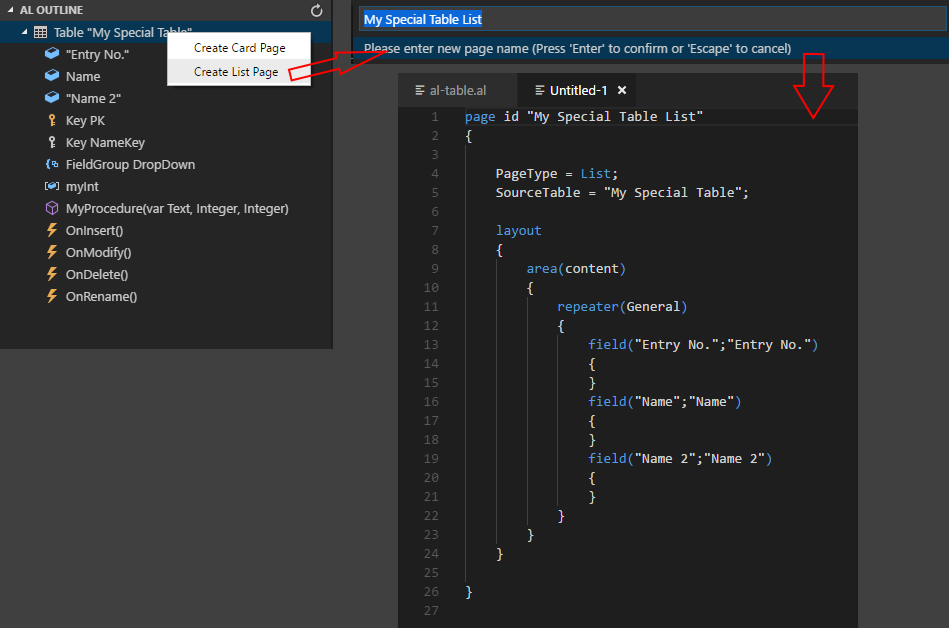 AL OUTLINE
Table "My Special Table"
"Entry No."
Name
"Name 2"
Key PK
Key NameKey
FieldGroup DropDown
myInt
MyProcedure(var Text, Integer, Integer)
OnInsert()
OnModify()
OnDelete()
OnRename()
Create Card Page
Create List Page
My Special Table List
Please enter new page name (Press 'Enter' to confirm or 'Escape' to cancel)
al-table.al
Untitled-1
1 page id "My Special Table List"
2 {
3
4 PageType = List;
5 SourceTable = "My Special Table";
6
7 layout
8 {
9 area(content)
10 {
11 repeater(General)
12 {
13 field("Entry No.";"Entry No.")
14 {
15 }
16 field("Name";"Name")
17 {
18 }
19 field("Name 2";"Name 2")
20 {
21 }
22 }
23 }
24 }
25
26 }
27